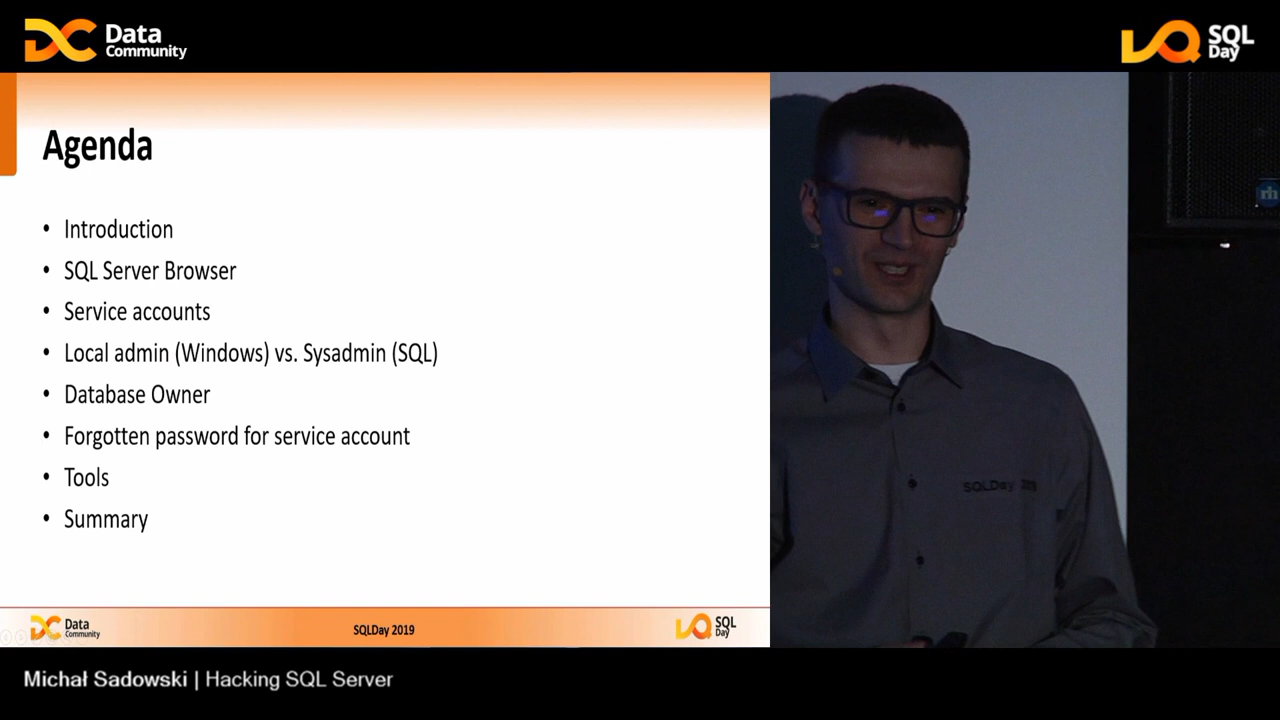 Data
Community
SQL
Day
Agenda
• Introduction
• SQL Server Browser
• Service accounts
• Local admin (Windows) vs. Sysadmin (SQL)
• Database Owner
• Forgotten password for service account
• Tools
• Summary
SQLDay
Data
Community
SQLDay 2019
SQL
Day
Michał Sadowski | Hacking SQL Server